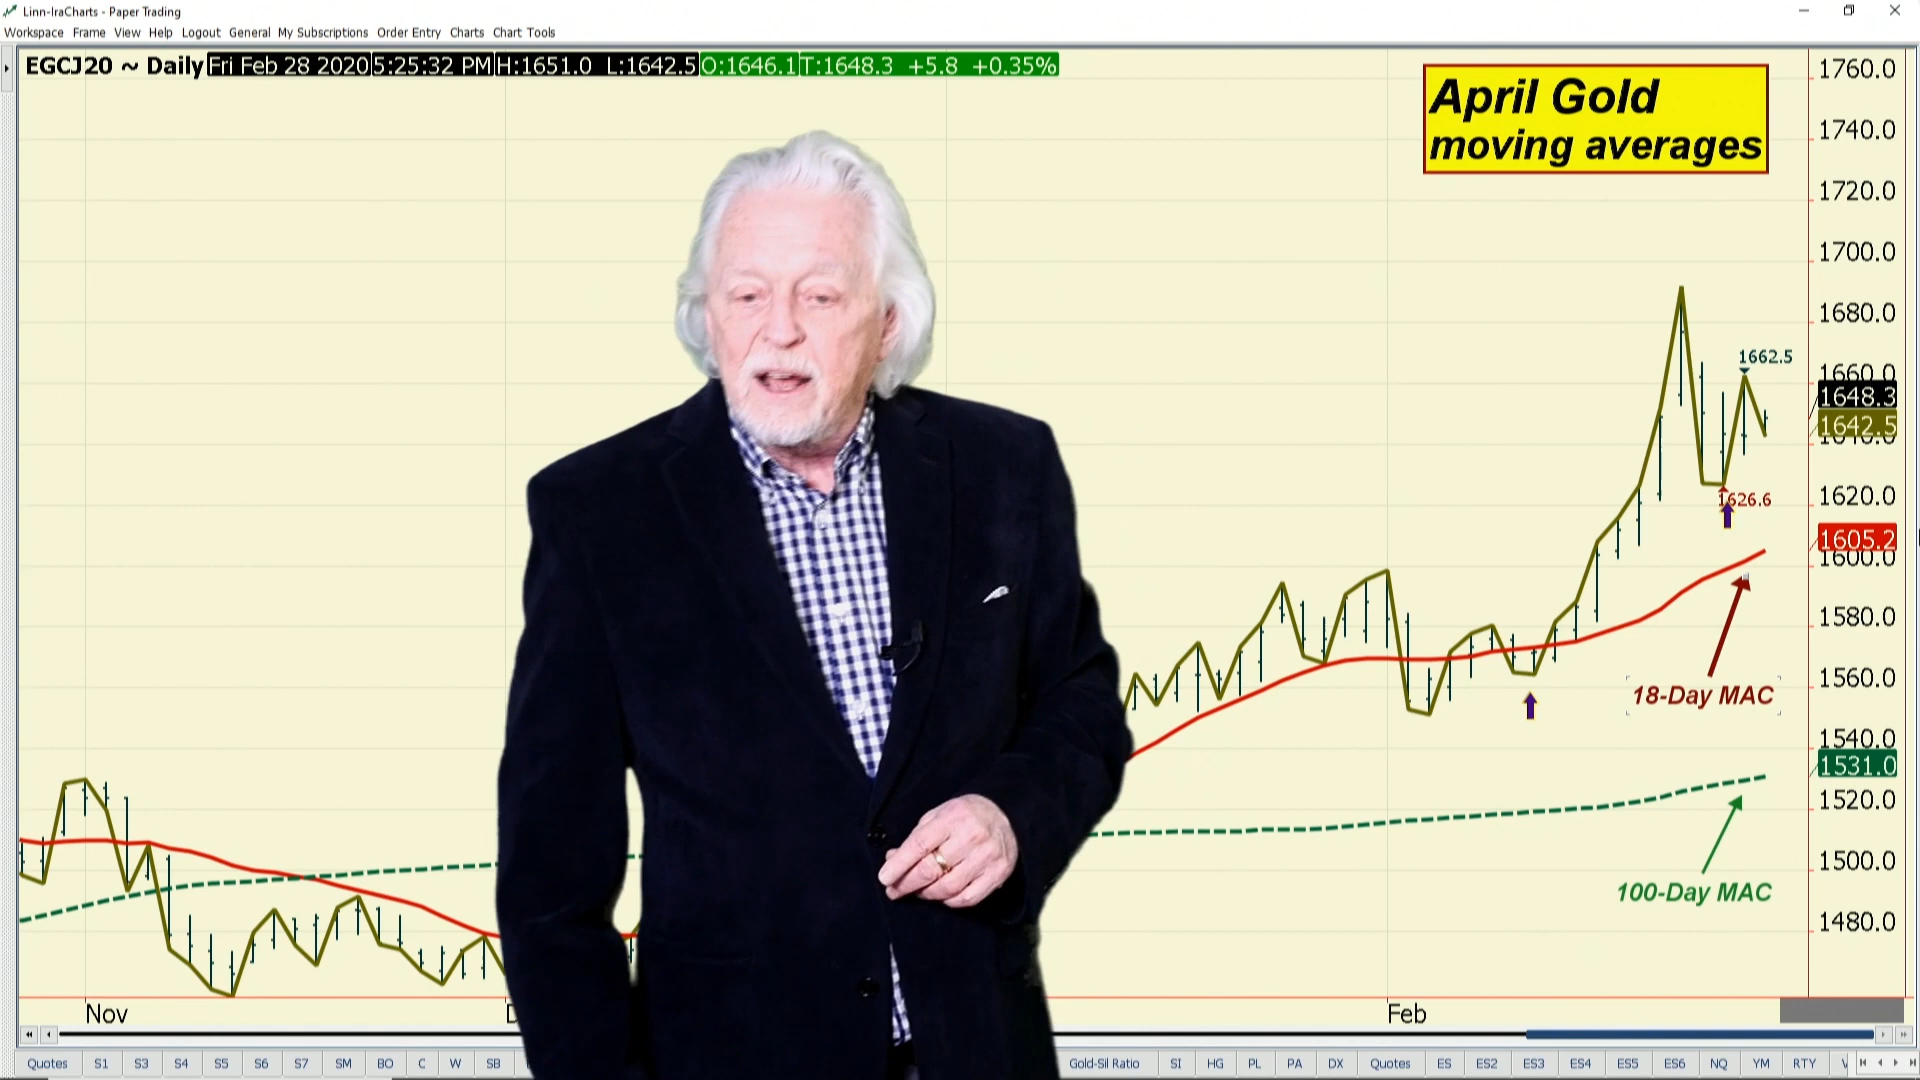 Linn-IraCharts - Paper Trading
Workspace Frame View Help Logout General My Subscriptions Order Entry Charts Chart Tools
EGCJ20 ~ Daily Fri Feb 28 2020 5:25:32 PM H:1651.0 L:1642.5 O:1646.1 T:1648.3 +5.8 +0.35%
April Gold
moving averages
1760.0
1740.0
1720.0
1700.0
1680.0
1662.5
1660.0
1648.3
1642.5
1640.0
1620.0
1626.6
1605.2
1600.0
1580.0
1560.0
18-Day MAC
1540.0
1531.0
1520.0
1500.0
100-Day MAC
1480.0
Nov
Feb
Quotes S1 S3 S4 S5 S6 S7 SM BO C W SB Gold-Sil Ratio SI HG PL PA DX Quotes ES ES2 ES3 ES4 ES5 ES6 NQ YM RTY